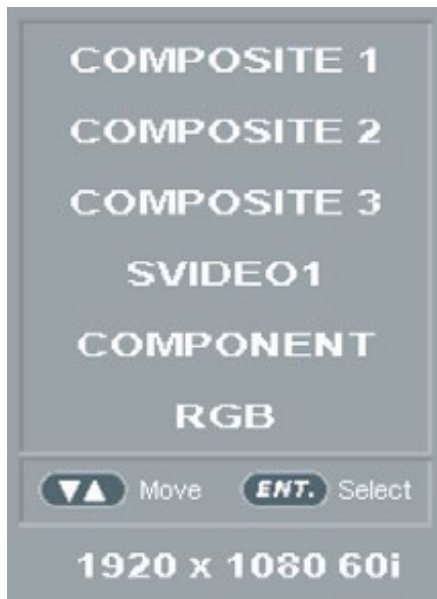 COMPOSITE 1
COMPOSITE 2
COMPOSITE 3
SVIDEO1
COMPONENT
RGB
▼▲ Move ENT. Select
1920 x 1080 60i